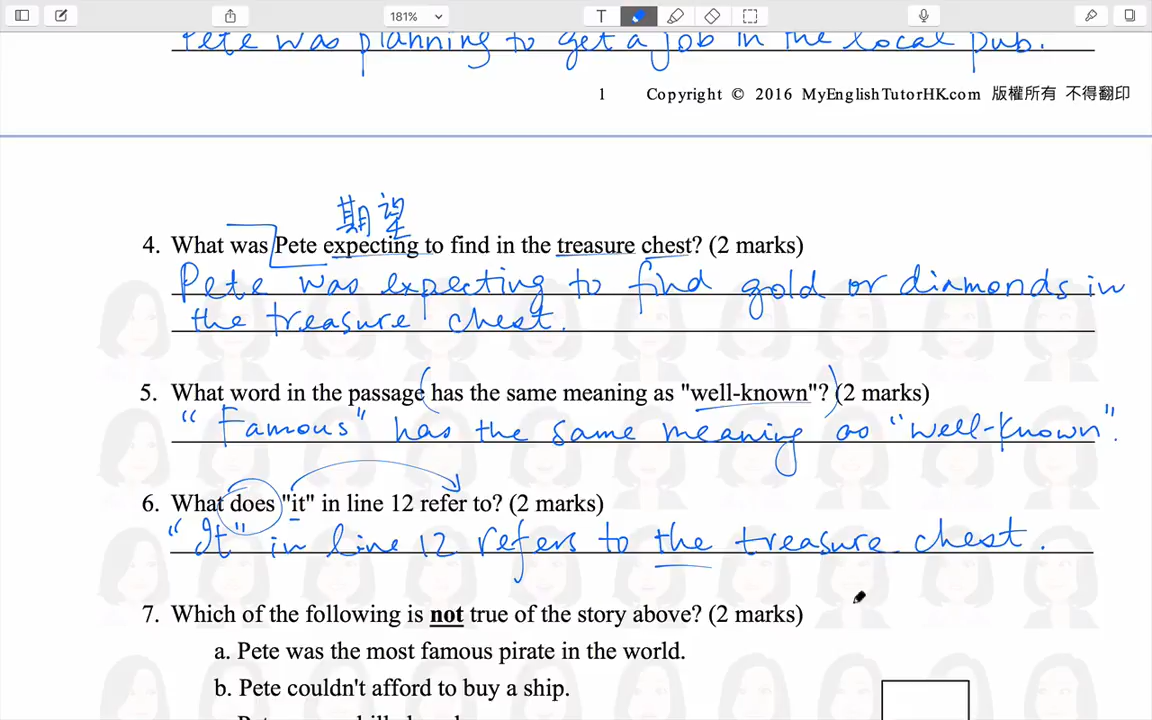 181%
T
Pete was planning to get a job in the local pub.
1 Copyright © 2016 MyEnglishTutorHK.com 版權所有 不得翻印
期望
4. What was Pete expecting to find in the treasure chest? (2 marks)
Pete was expecting to find gold or diamonds in
the treasure chest.
5. What word in the passage has the same meaning as "well-known"? (2 marks)
"Famous" has the same meaning as "well-known".
6. What does "it" in line 12 refer to? (2 marks)
"It" in line 12 refers to the treasure chest.
7. Which of the following is not true of the story above? (2 marks)
a. Pete was the most famous pirate in the world.
b. Pete couldn't afford to buy a ship.